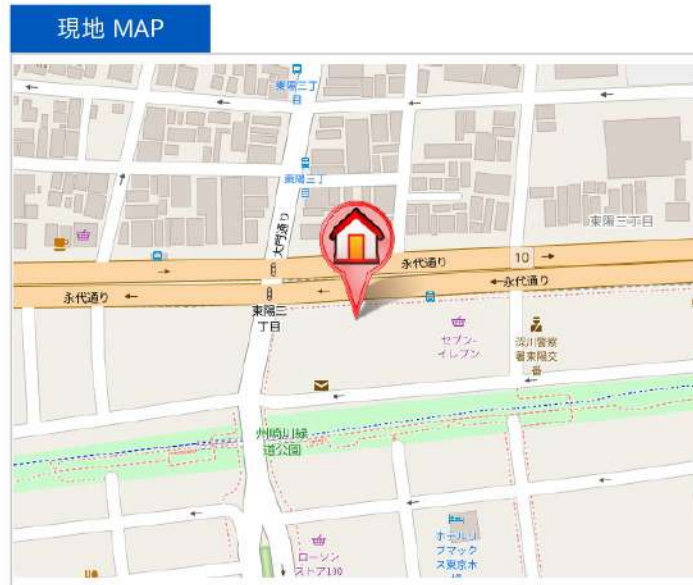 現地 MAP
東陽三丁
目
東陽三丁
目
東陽三丁目
大門通り
永代通り
10
永代通り
永代通り
東陽三
丁目
セブン-
イレブン
深川警察
署東陽交
番
州崎川緑
道公園
ローソン
ストア100
ホテルリ
ブマック
ス東京木